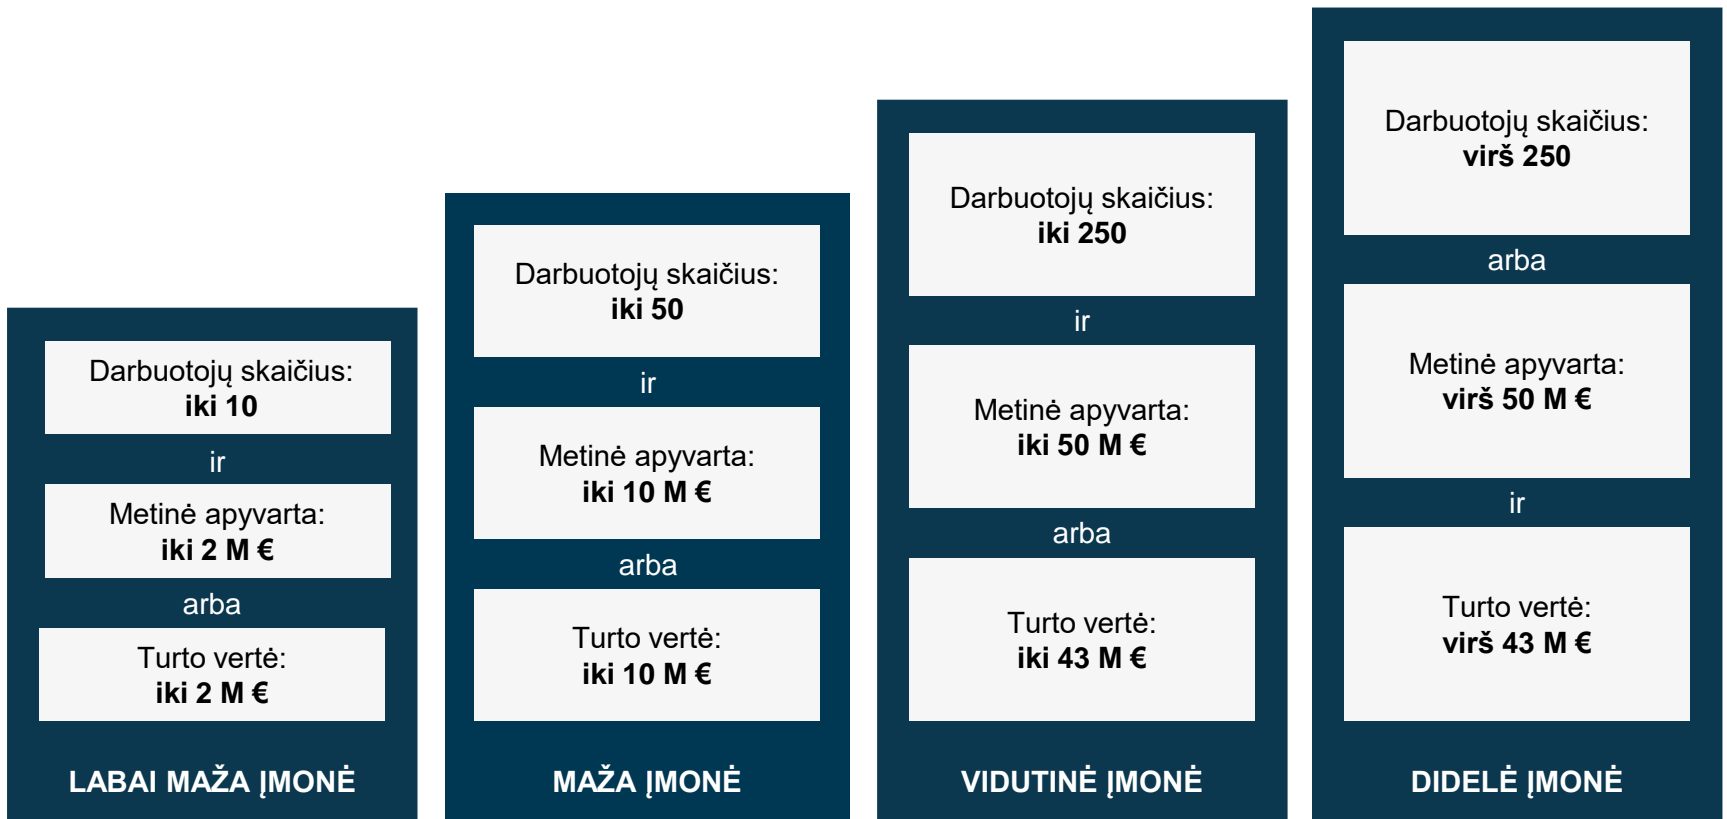 Darbuotojų skaičius:
iki 10
ir
Metinė apyvarta:
iki 2 M €
arba
Turto vertė:
iki 2 M €
LABAI MAŽA ĮMONĖ
Darbuotojų skaičius:
iki 50
ir
Metinė apyvarta:
iki 10 M €
arba
Turto vertė:
iki 10 M €
MAŽA ĮMONĖ
Darbuotojų skaičius:
iki 250
ir
Metinė apyvarta:
iki 50 M €
arba
Turto vertė:
iki 43 M €
VIDUTINĖ ĮMONĖ
Darbuotojų skaičius:
virš 250
arba
Metinė apyvarta:
virš 50 M €
ir
Turto vertė:
virš 43 M €
DIDELĖ ĮMONĖ